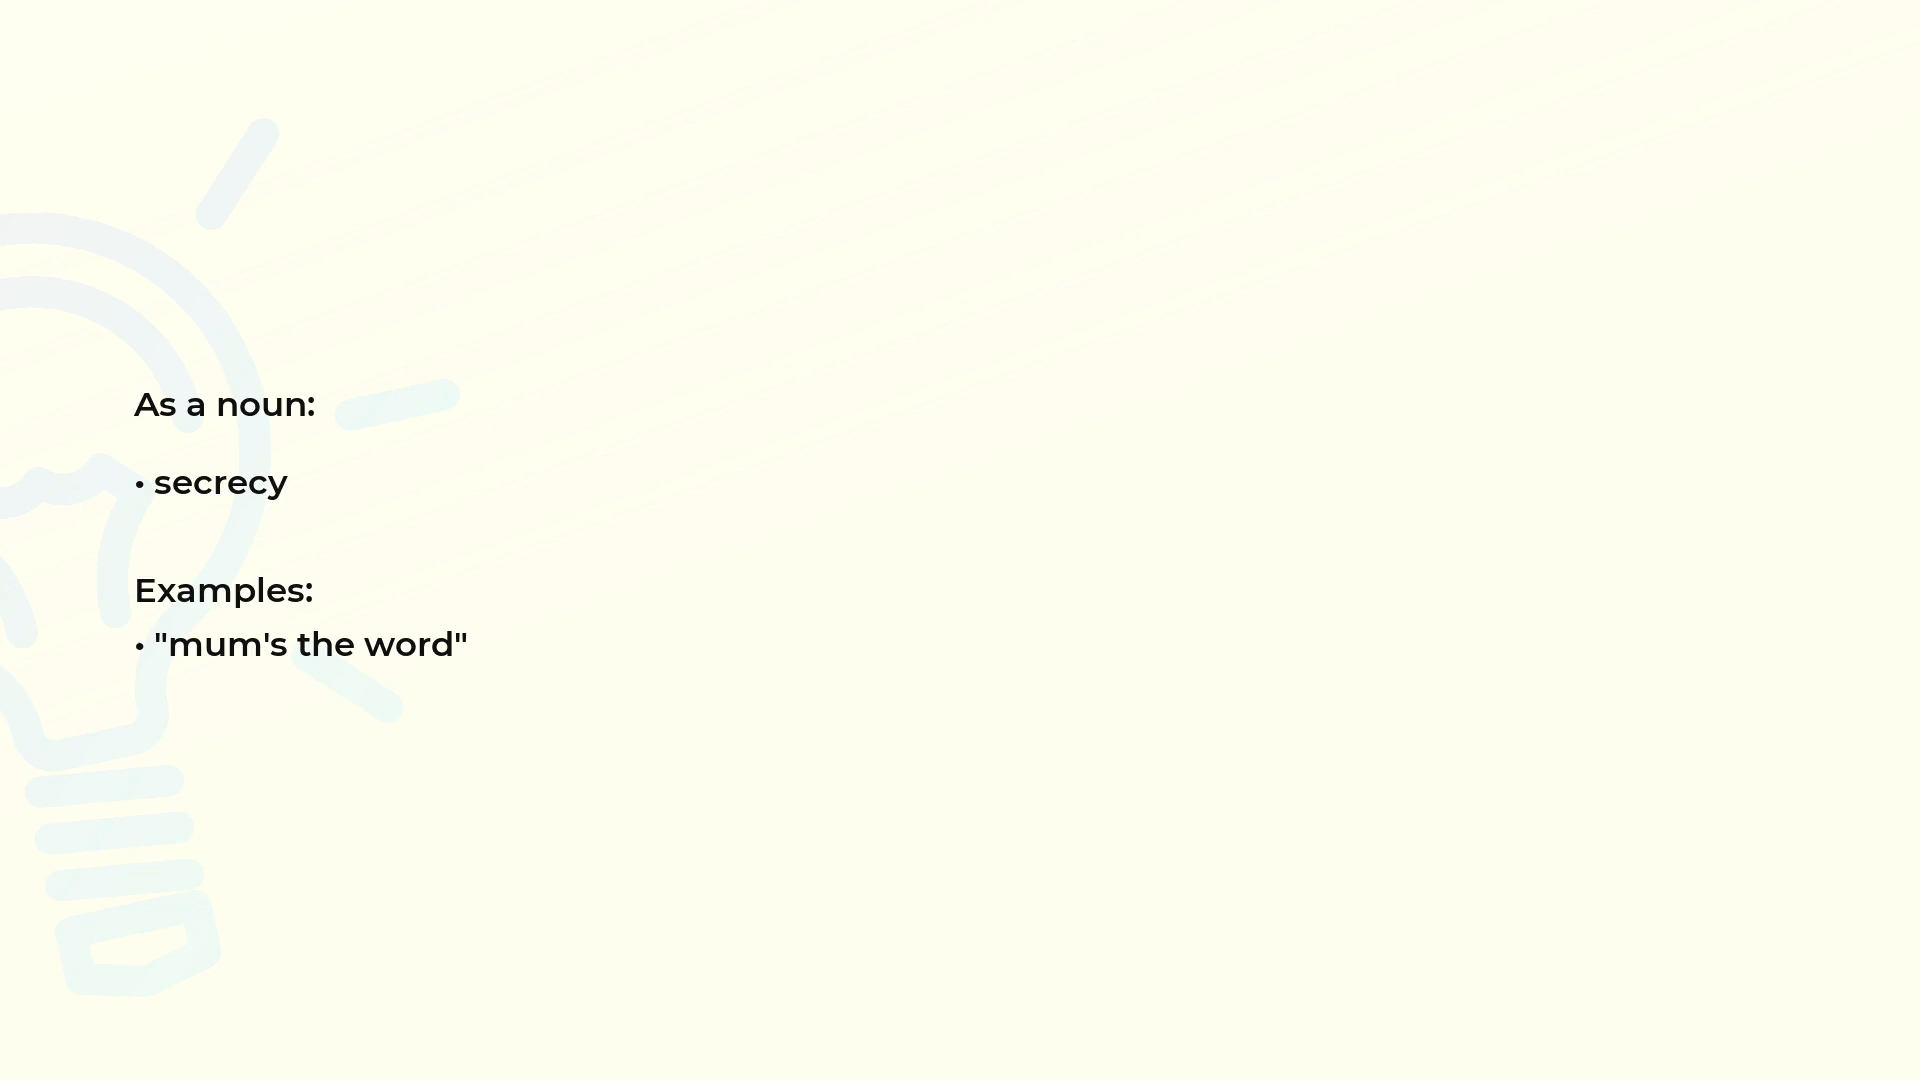 As a noun:
• secrecy
Examples:
• "mum's the word"